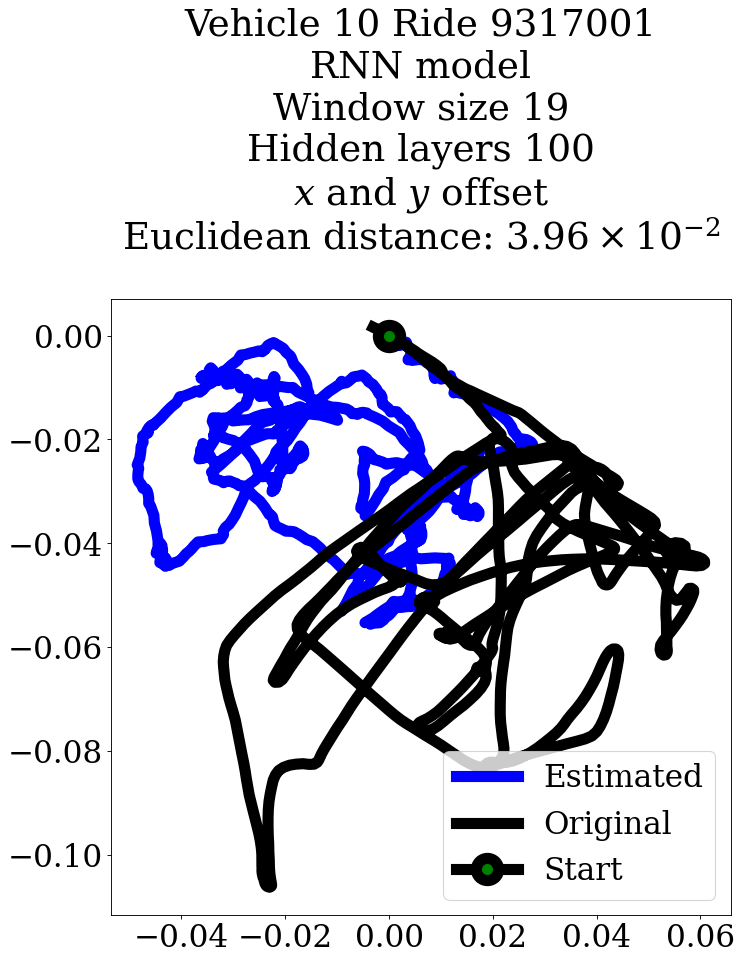 Vehicle 10 Ride 9317001
RNN model
Window size 19
Hidden layers 100
x and y offset
Euclidean distance: 3.96 × 10⁻²
0.00
−0.02
−0.04
−0.06
−0.08
−0.10
Estimated
Original
Start
−0.04 −0.02 0.00 0.02 0.04 0.06